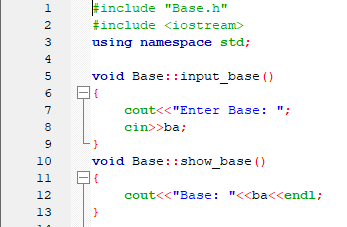 1 #include "Base.h"
2 #include <iostream>
3 using namespace std;
4
5 void Base::input_base()
6 {
7 cout<<"Enter Base: ";
8 cin>>ba;
9 }
10 void Base::show_base()
11 {
12 cout<<"Base: "<<ba<<endl;
13 }